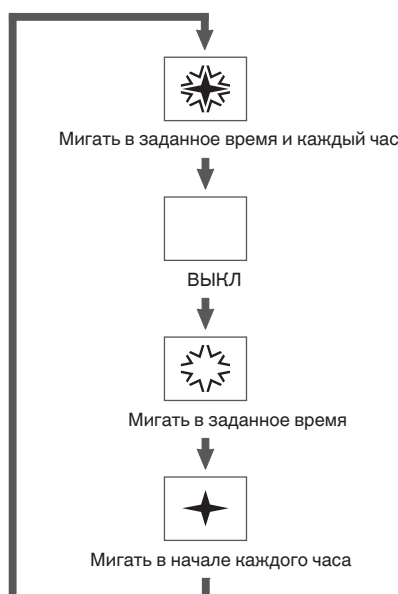 Мигать в заданное время и каждый час
ВЫКЛ
Мигать в заданное время
Мигать в начале каждого часа